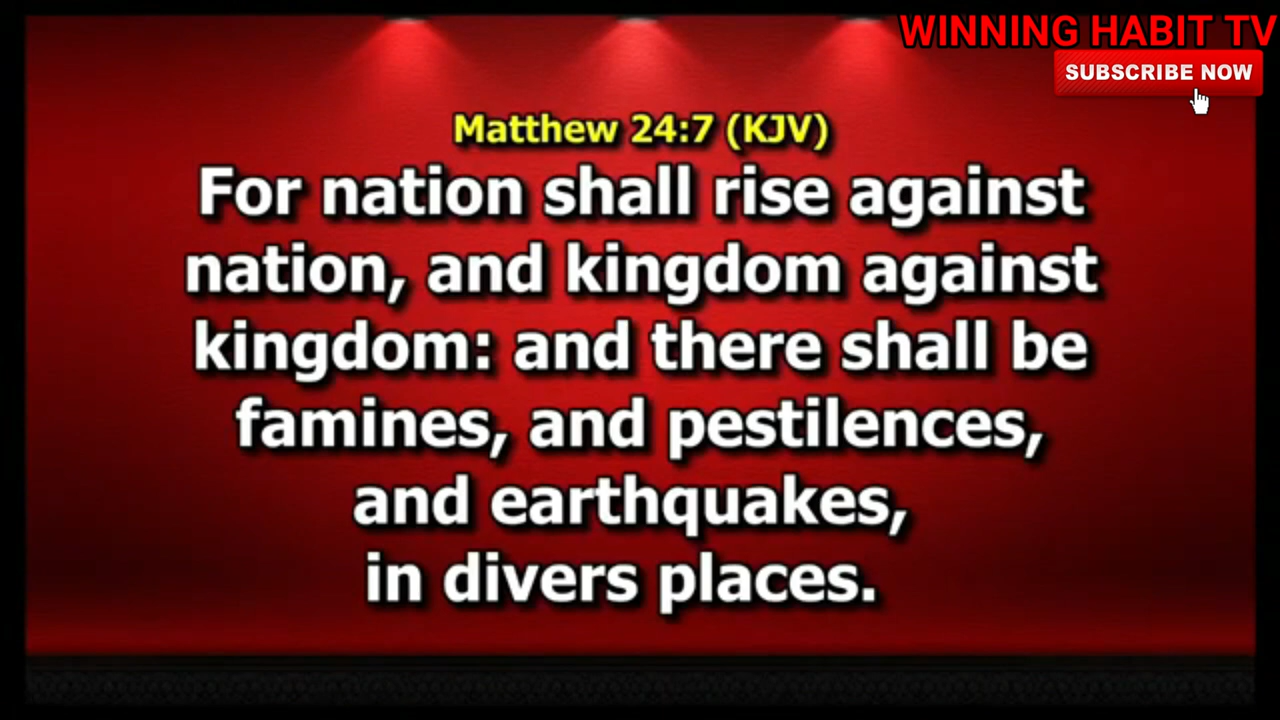 WINNING HABIT TV
SUBSCRIBE NOW
Matthew 24:7 (KJV)
For nation shall rise against
nation, and kingdom against
kingdom: and there shall be
famines, and pestilences,
and earthquakes,
in divers places.